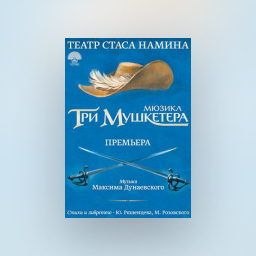 ТЕАТР СТАСА НАМИНА
МЮЗИКЛ
ТРИ МУШКЕТЕРА
ПРЕМЬЕРА
Музыка
Максима Дунаевского
Стихи и либретто - Ю. Ряшенцева, М. Розовского